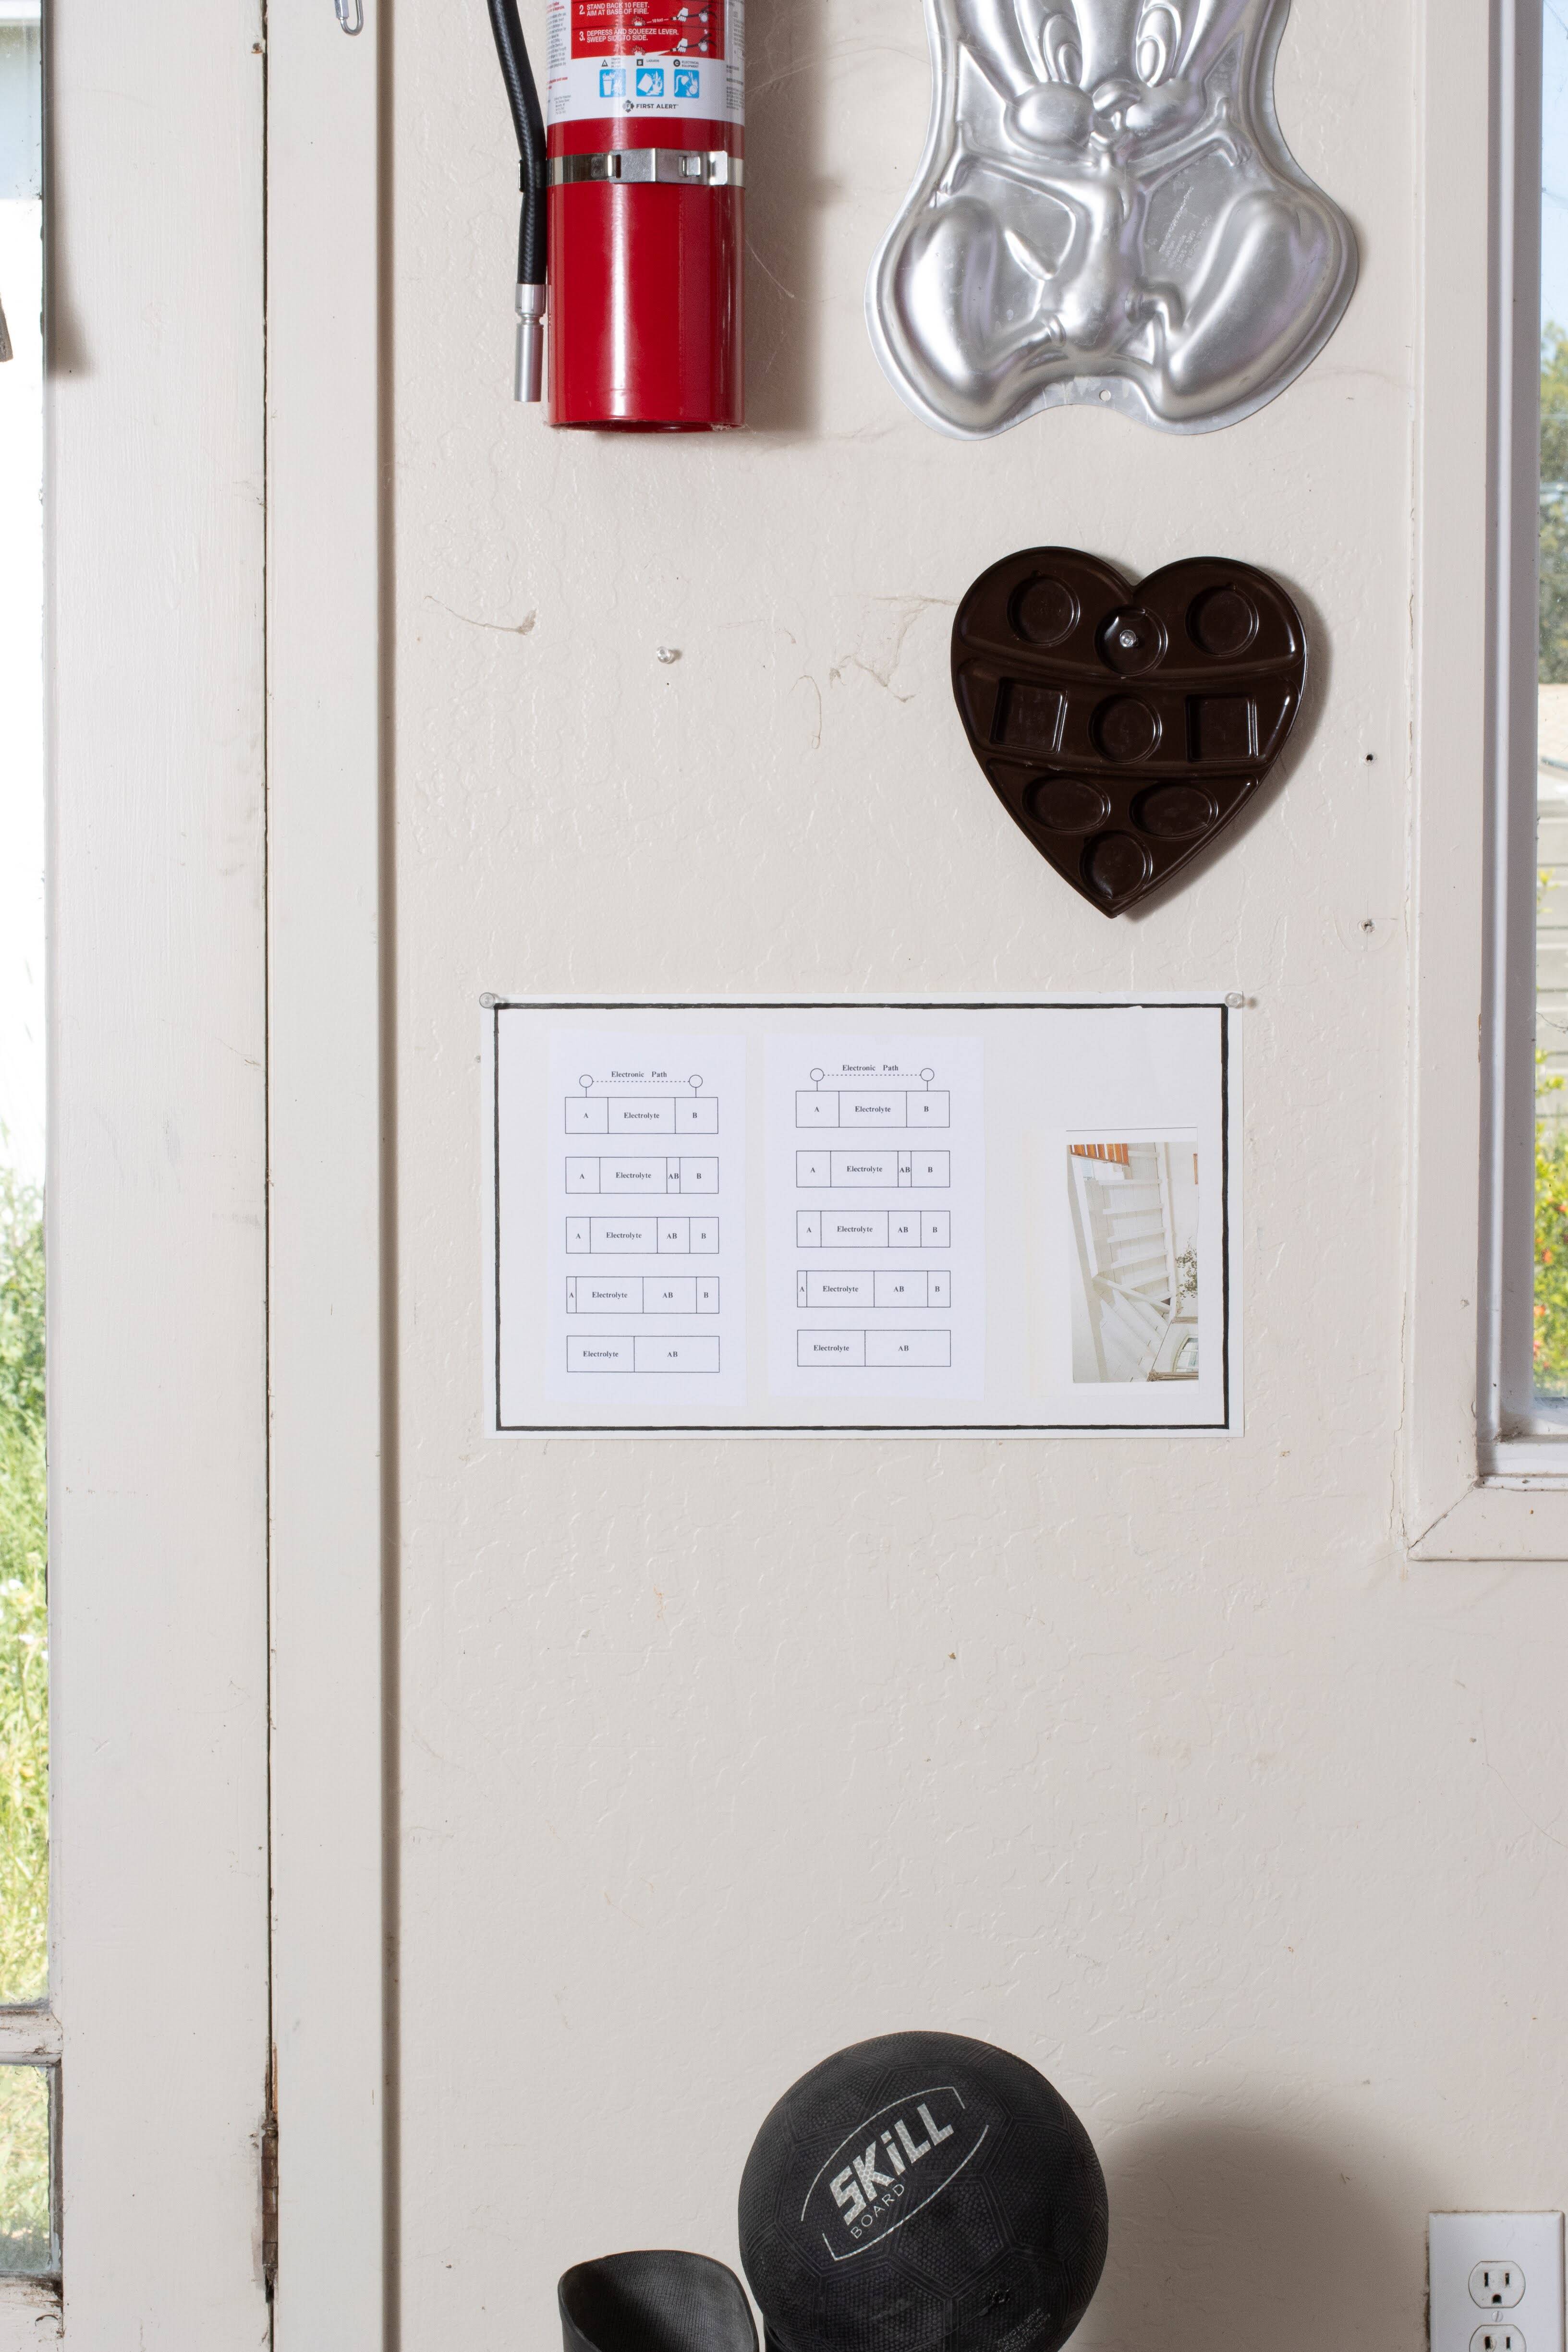 2. STAND BACK 10 FEET.
AIM AT BASE OF FIRE.
3. DEPRESS AND SQUEEZE LEVER.
SWEEP SIDE TO SIDE.
FIRST ALERT
Electronic Path
A Electrolyte B
A Electrolyte AB B
A Electrolyte AB B
A Electrolyte AB B
Electrolyte AB
Electronic Path
A Electrolyte B
A Electrolyte AB B
A Electrolyte AB B
A Electrolyte AB B
Electrolyte AB
SKiLL
BOARD